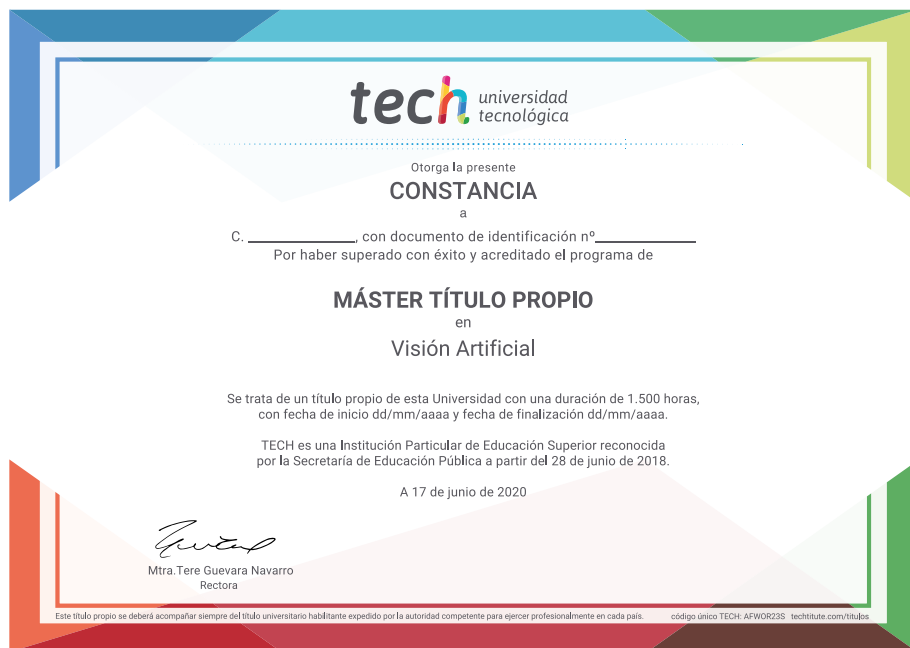 tech universidad
tecnológica
Otorga la presente
CONSTANCIA
a
C. ____________, con documento de identificación nº____________
Por haber superado con éxito y acreditado el programa de
MÁSTER TÍTULO PROPIO
en
Visión Artificial
Se trata de un título propio de esta Universidad con una duración de 1.500 horas,
con fecha de inicio dd/mm/aaaa y fecha de finalización dd/mm/aaaa.
TECH es una Institución Particular de Educación Superior reconocida
por la Secretaría de Educación Pública a partir del 28 de junio de 2018.
A 17 de junio de 2020
Mtra.Tere Guevara Navarro
Rectora
Este título propio se deberá acompañar siempre del título universitario habilitante expedido por la autoridad competente para ejercer profesionalmente en cada país. código único TECH: AFWOR23S techtitute.com/titulos